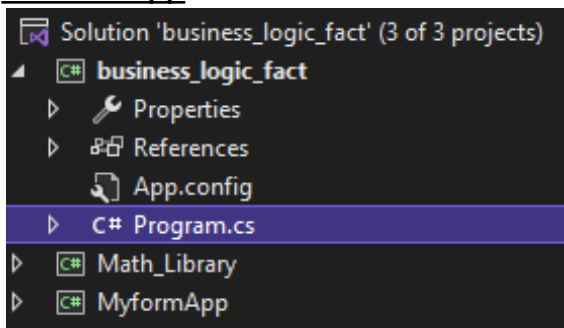 Solution 'business_logic_fact' (3 of 3 projects)
C# business_logic_fact
Properties
References
App.config
C# Program.cs
C# Math_Library
C# MyformApp